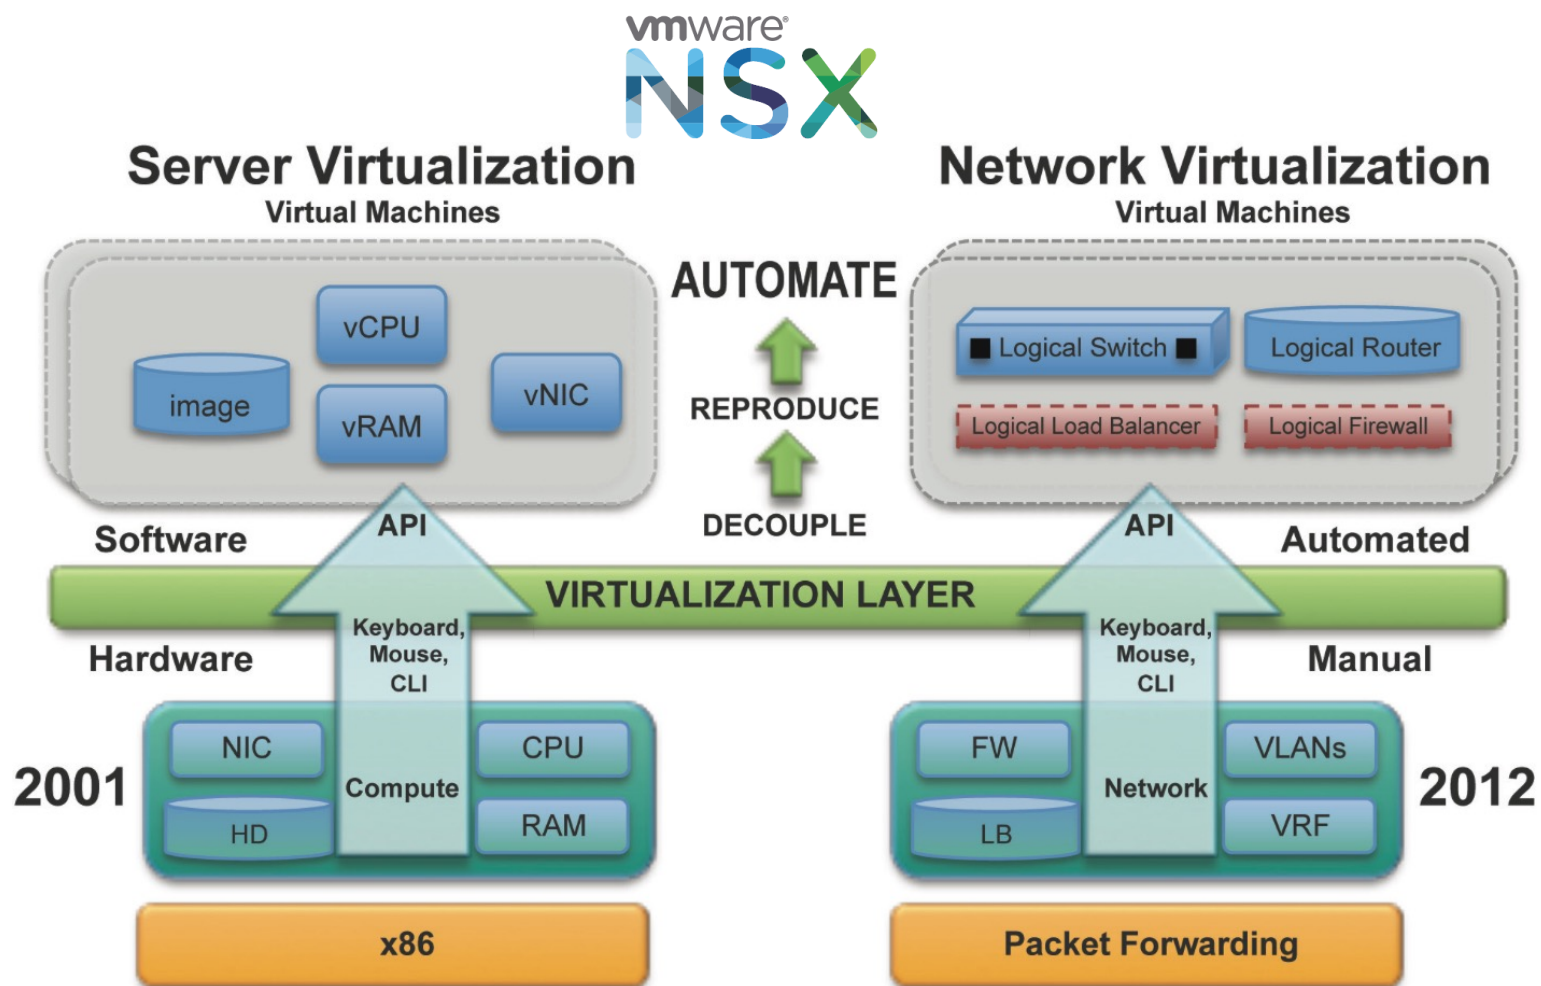 vmware®
NSX
Server Virtualization
Virtual Machines
Network Virtualization
Virtual Machines
vCPU
image
vRAM
vNIC
AUTOMATE
REPRODUCE
DECOUPLE
Logical Switch
Logical Router
Logical Load Balancer
Logical Firewall
Software
API
API
Automated
VIRTUALIZATION LAYER
Hardware
Keyboard,
Mouse,
CLI
Keyboard,
Mouse,
CLI
Manual
2001
NIC
CPU
Compute
HD
RAM
FW
VLANs
Network
LB
VRF
2012
x86
Packet Forwarding